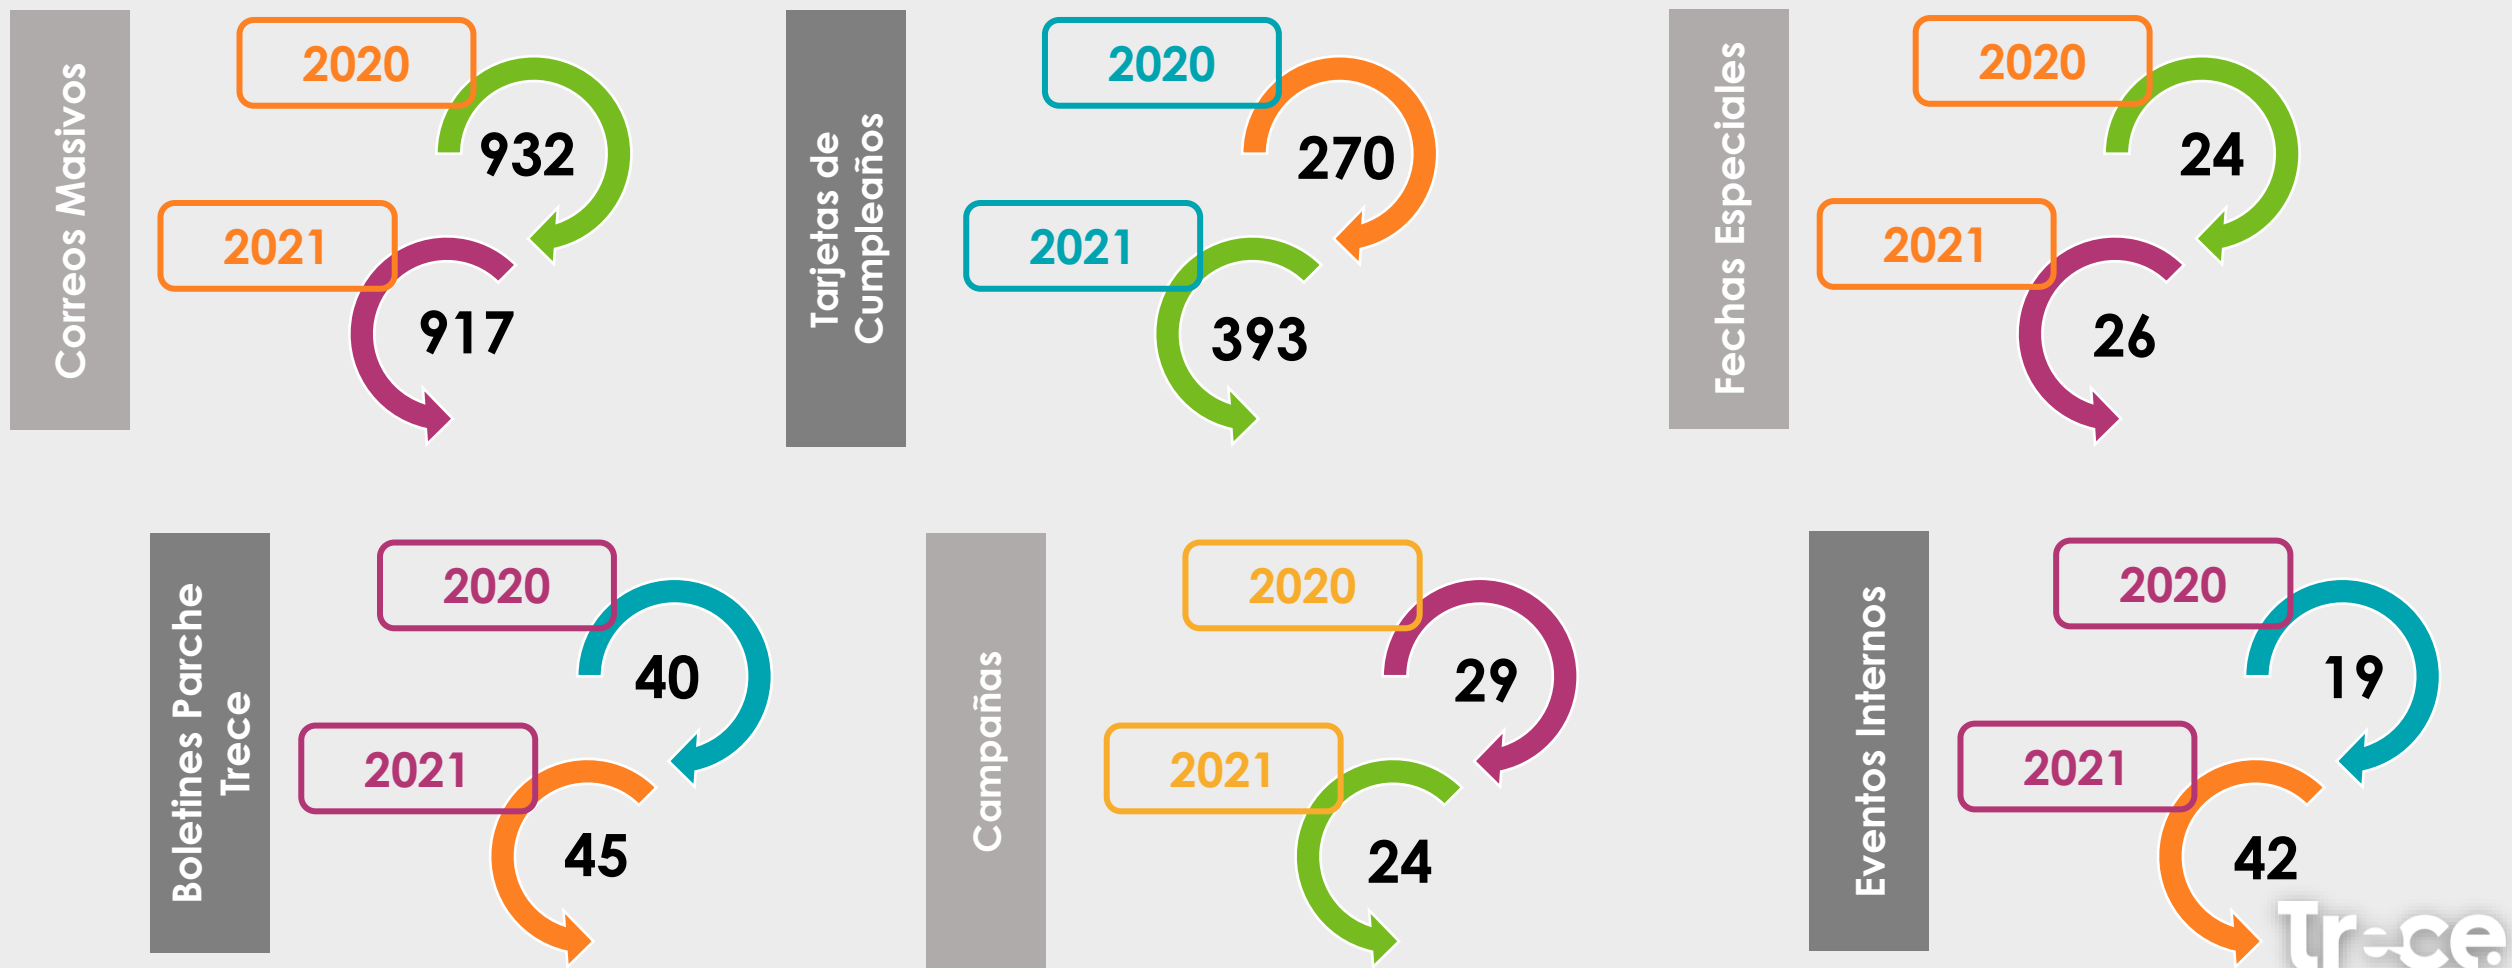 Correos Masivos
2020
932
2021
917
Tarjetas de
Cumpleaños
2020
270
2021
393
Fechas Especiales
2020
24
2021
26
Boletines Parche
Trece
2020
40
2021
45
Campañas
2020
29
2021
24
Eventos Internos
2020
19
2021
42
Trece.